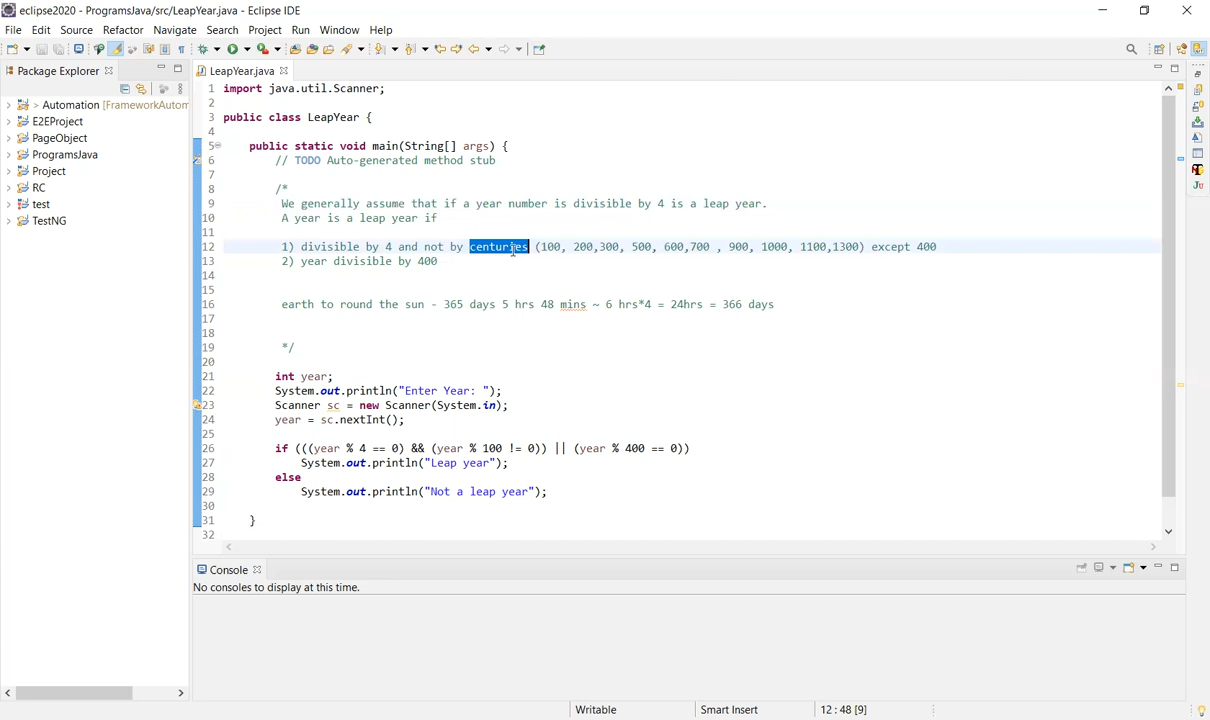 eclipse2020 - ProgramsJava/src/LeapYear.java - Eclipse IDE
File Edit Source Refactor Navigate Search Project Run Window Help
Package Explorer
LeapYear.java
> Automation [FrameworkAutom
E2EProject
PageObject
ProgramsJava
Project
RC
test
TestNG
1 import java.util.Scanner;
2
3 public class LeapYear {
4
5 public static void main(String[] args) {
6 // TODO Auto-generated method stub
7
8 /*
9 We generally assume that if a year number is divisible by 4 is a leap year.
10 A year is a leap year if
11
12 1) divisible by 4 and not by centuries (100, 200,300, 500, 600,700 , 900, 1000, 1100,1300) except 400
13 2) year divisible by 400
14
15
16 earth to round the sun - 365 days 5 hrs 48 mins ~ 6 hrs*4 = 24hrs = 366 days
17
18
19 */
20
21 int year;
22 System.out.println("Enter Year: ");
23 Scanner sc = new Scanner(System.in);
24 year = sc.nextInt();
25
26 if (((year % 4 == 0) && (year % 100 != 0)) || (year % 400 == 0))
27 System.out.println("Leap year");
28 else
29 System.out.println("Not a leap year");
30
31 }
32
Console
No consoles to display at this time.
Writable Smart Insert 12 : 48 [9]